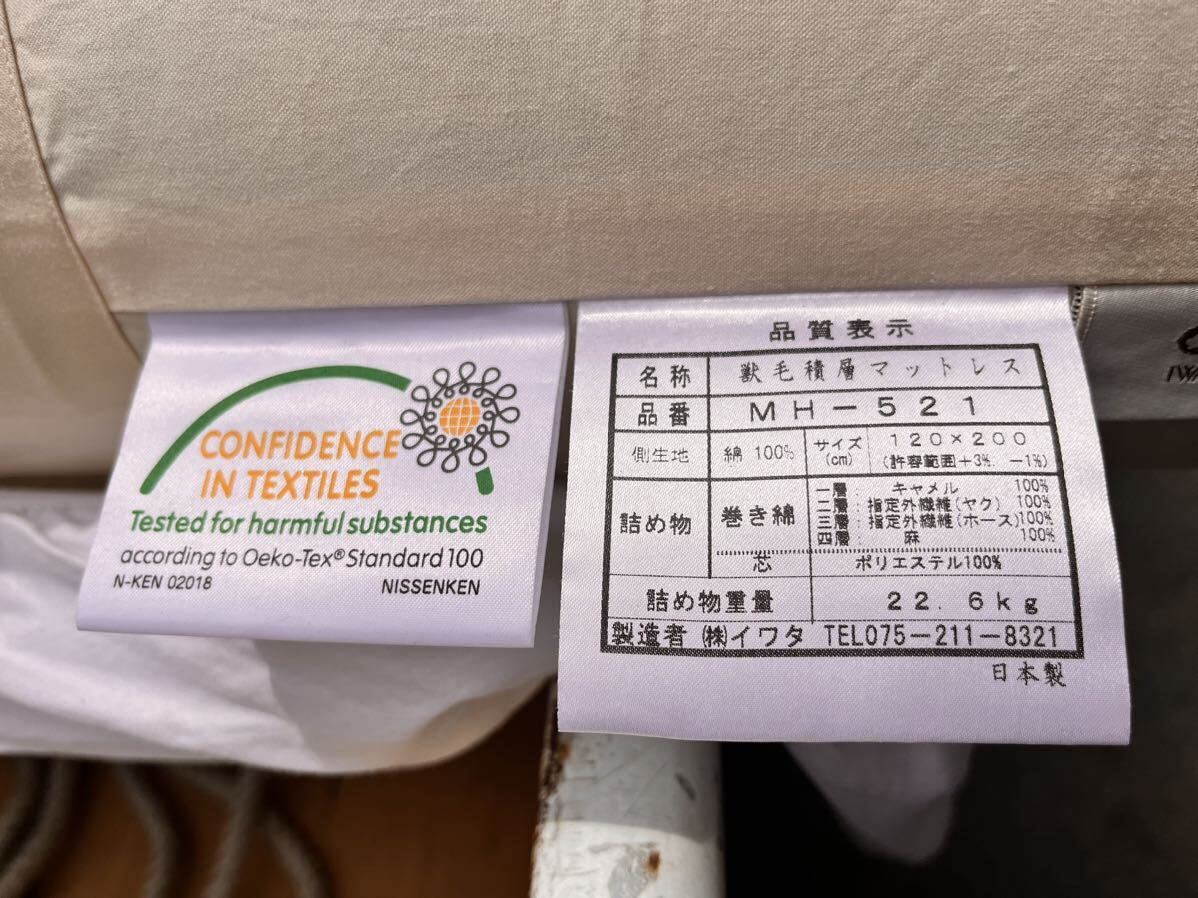 CONFIDENCE
IN TEXTILES
Tested for harmful substances
according to Oeko-Tex® Standard 100
N-KEN 02018 NISSENKEN
品質表示
名称 獣毛積層マットレス
品番 MH-521
側生地 綿 100% サイズ(cm) 120×200 (許容範囲+3%. -1%)
詰め物 巻き綿
一層: キャメル 100%
二層: 指定外繊維(ヤク) 100%
三層: 指定外繊維(ホース)100%
四層: 麻 100%
芯 ポリエステル100%
詰め物重量 22.6kg
製造者 ㈱イワタ TEL075-211-8321
日本製